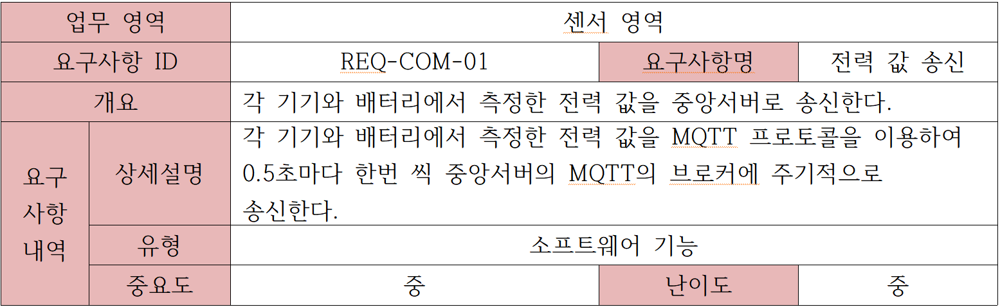 업무 영역 센서 영역
요구사항 ID REQ-COM-01 요구사항명 전력 값 송신
개요 각 기기와 배터리에서 측정한 전력 값을 중앙서버로 송신한다.
요구
사항
내역
상세설명
각 기기와 배터리에서 측정한 전력 값을 MQTT 프로토콜을 이용하여
0.5초마다 한번 씩 중앙서버의 MQTT의 브로커에 주기적으로
송신한다.
유형 소프트웨어 기능
중요도 중 난이도 중